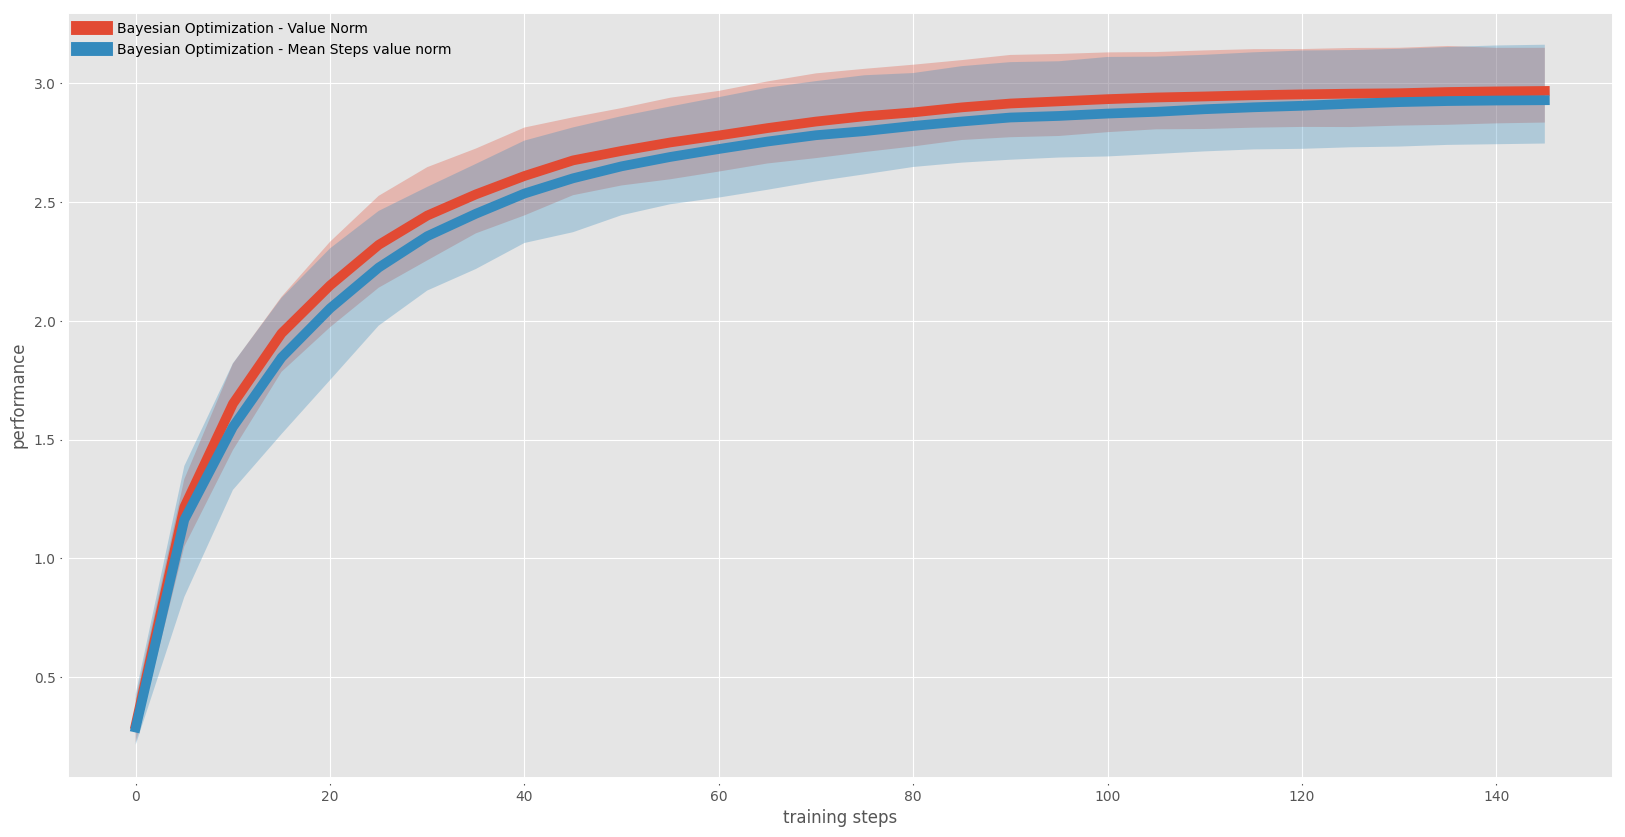 Bayesian Optimization - Value Norm
Bayesian Optimization - Mean Steps value norm
performance
3.0
2.5
2.0
1.5
1.0
0.5
0 20 40 60 80 100 120 140
training steps